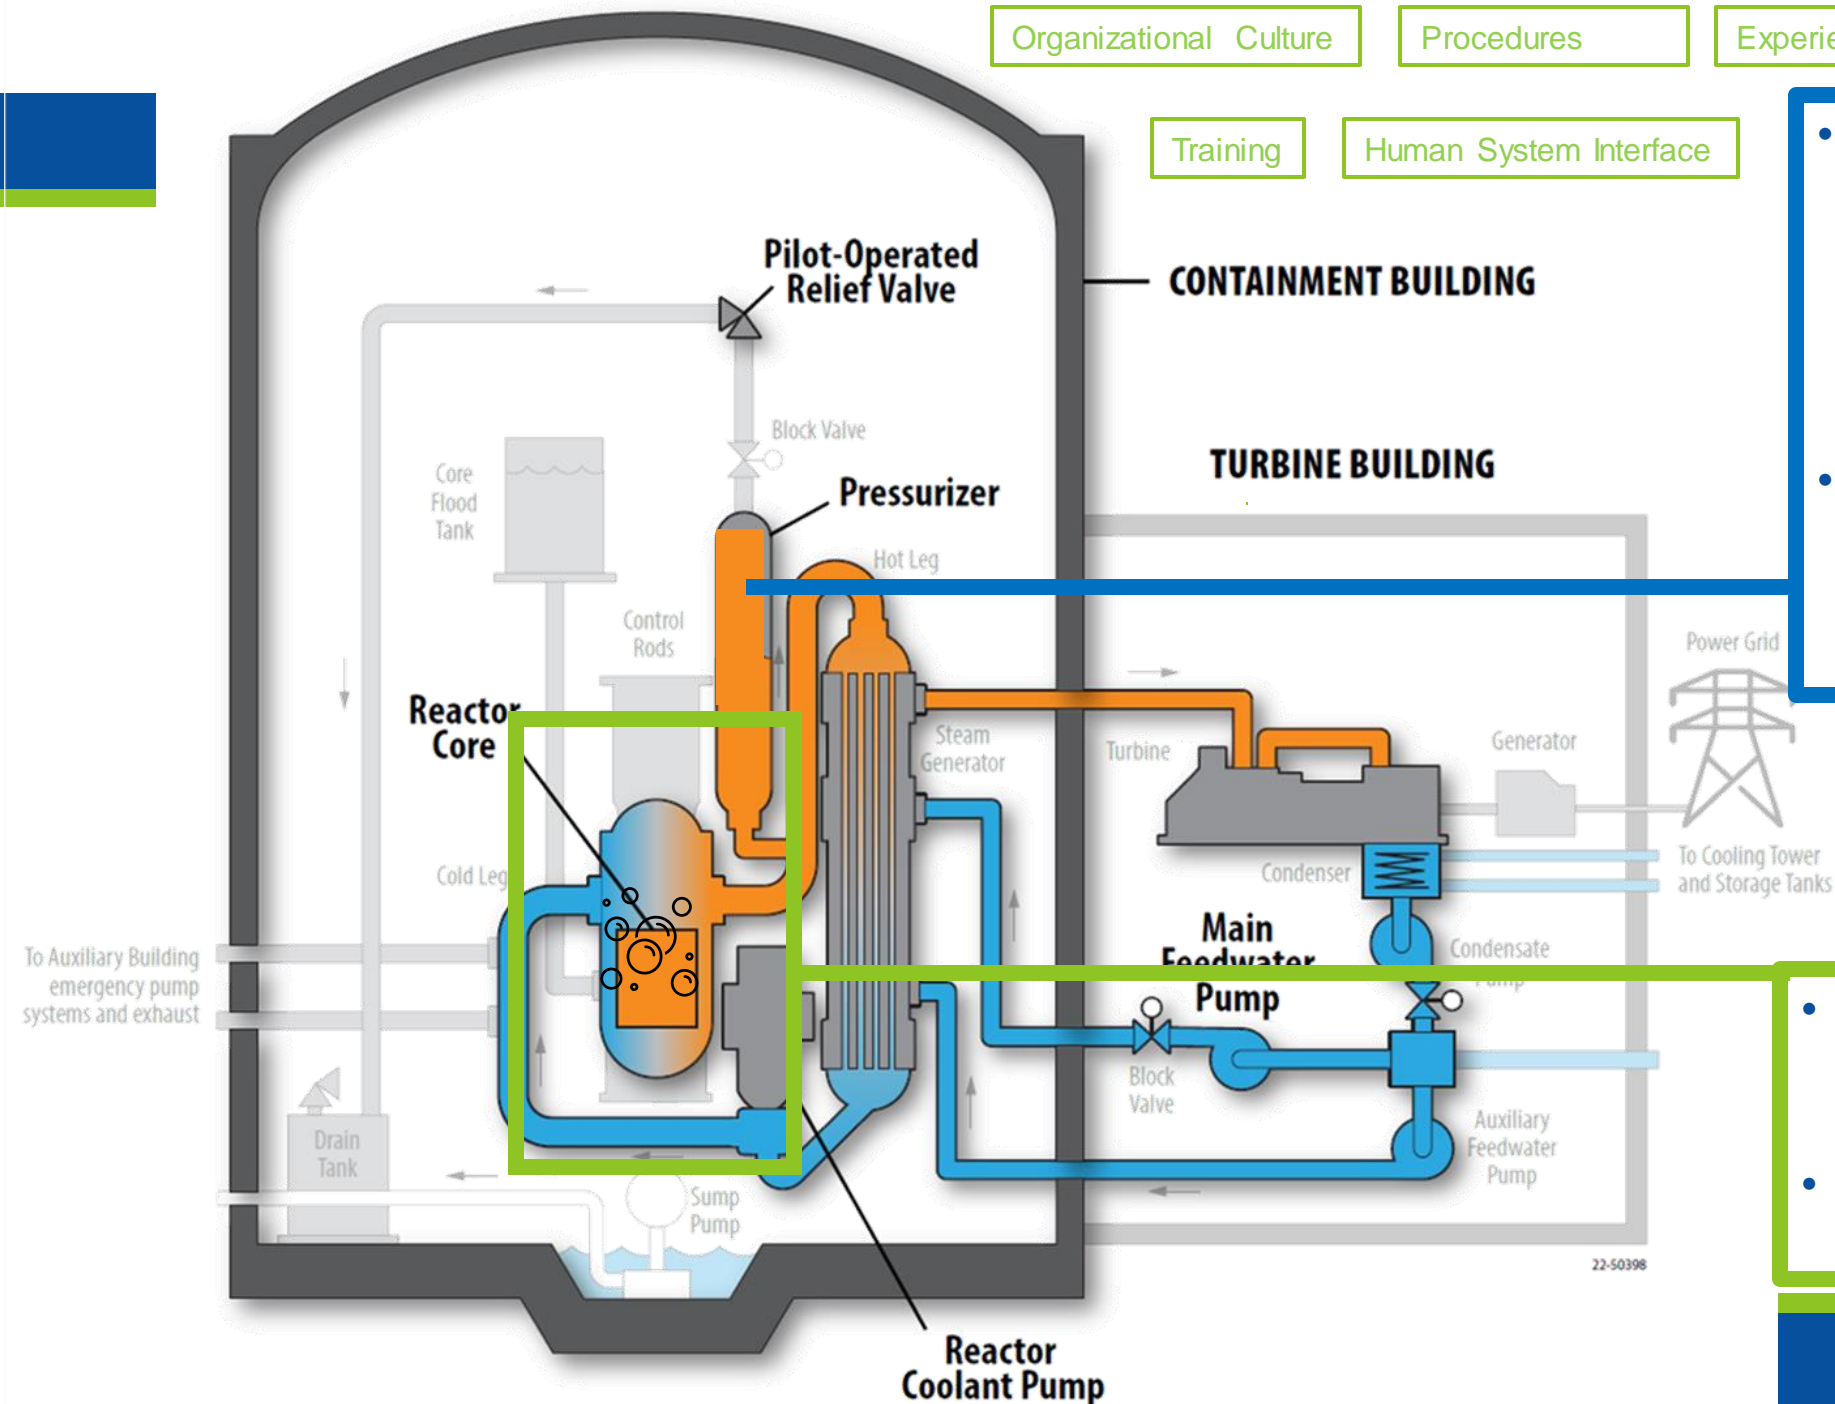 Organizational Culture
Procedures
Training
Human System Interface
Pilot-Operated
Relief Valve
CONTAINMENT BUILDING
Block Valve
Core
Flood
Tank
Pressurizer
TURBINE BUILDING
Hot Leg
Control
Rods
Power Grid
Reactor
Core
Steam
Generator
Turbine
Generator
Cold Leg
Condenser
To Cooling Tower
and Storage Tanks
To Auxiliary Building
emergency pump
systems and exhaust
Main
Feedwater
Pump
Condensate
Pump
Block
Valve
Auxiliary
Feedwater
Pump
Drain
Tank
Sump
Pump
22-50398
Reactor
Coolant Pump